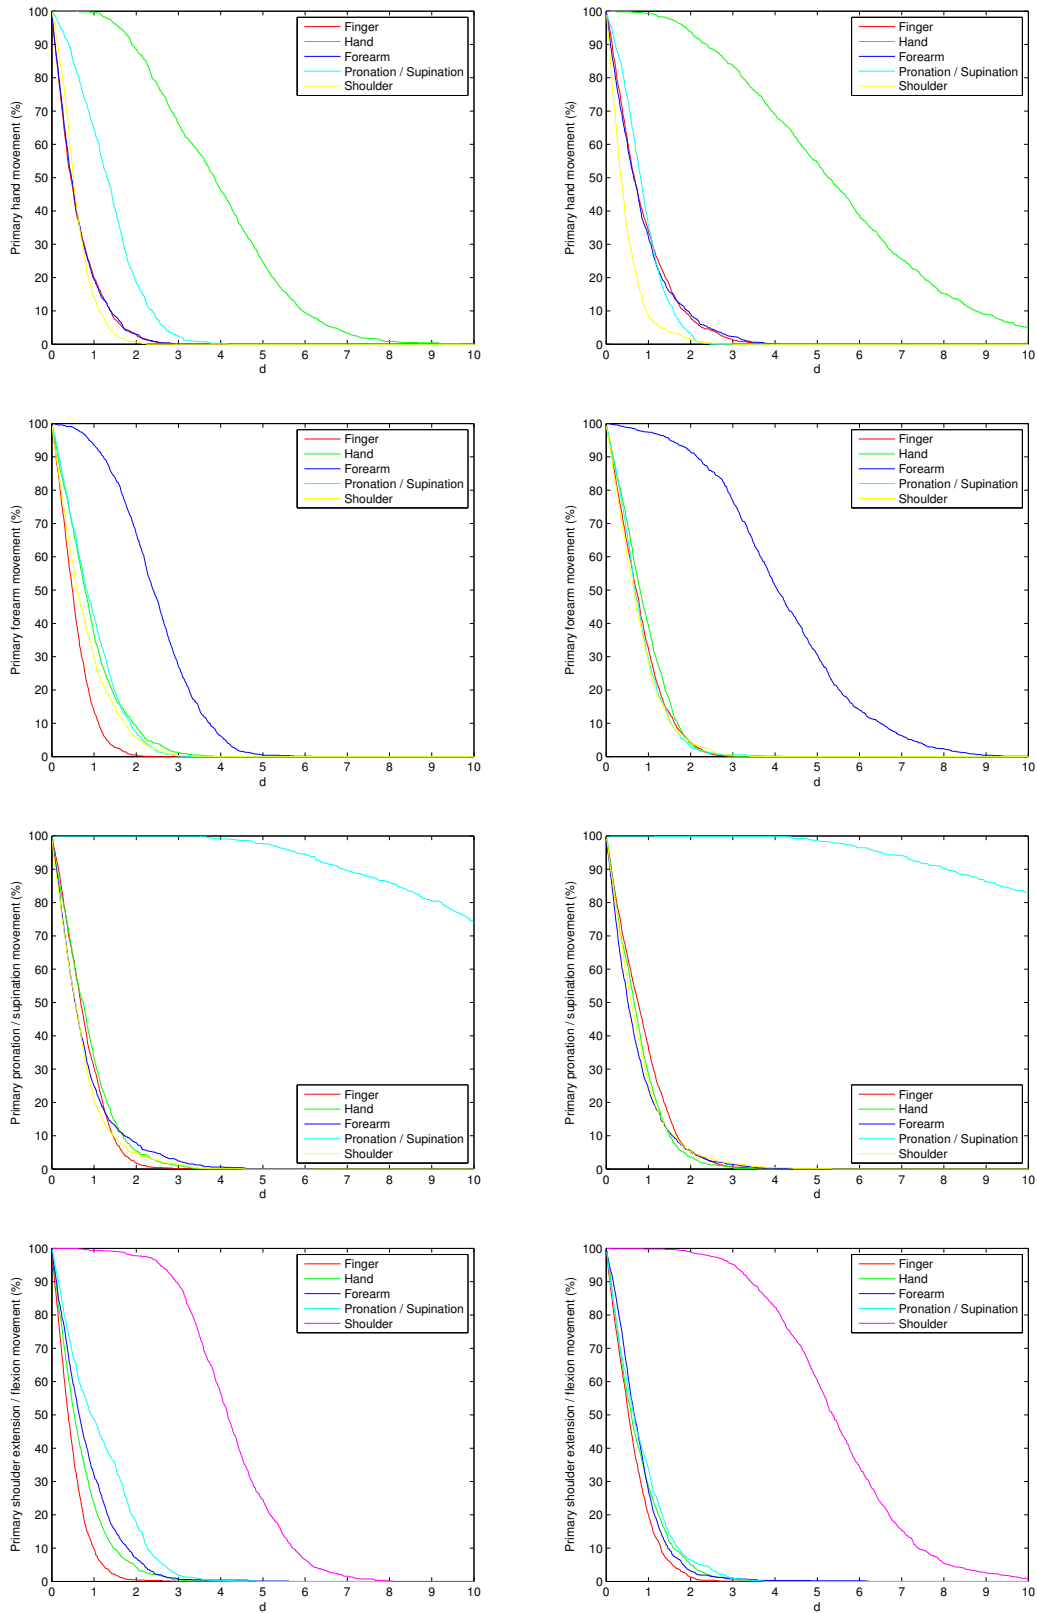 Primary hand movement (%)
100
90
80
70
60
50
40
30
20
10
0
0 1 2 3 4 5 6 7 8 9 10
d
Finger
Hand
Forearm
Pronation / Supination
Shoulder
Primary hand movement (%)
100
90
80
70
60
50
40
30
20
10
0
0 1 2 3 4 5 6 7 8 9 10
d
Finger
Hand
Forearm
Pronation / Supination
Shoulder
Primary forearm movement (%)
100
90
80
70
60
50
40
30
20
10
0
0 1 2 3 4 5 6 7 8 9 10
d
Finger
Hand
Forearm
Pronation / Supination
Shoulder
Primary forearm movement (%)
100
90
80
70
60
50
40
30
20
10
0
0 1 2 3 4 5 6 7 8 9 10
d
Finger
Hand
Forearm
Pronation / Supination
Shoulder
Primary pronation / supination movement (%)
100
90
80
70
60
50
40
30
20
10
0
0 1 2 3 4 5 6 7 8 9 10
d
Finger
Hand
Forearm
Pronation / Supination
Shoulder
Primary pronation / supination movement (%)
100
90
80
70
60
50
40
30
20
10
0
0 1 2 3 4 5 6 7 8 9 10
d
Finger
Hand
Forearm
Pronation / Supination
Shoulder
Primary shoulder extension / flexion movement (%)
100
90
80
70
60
50
40
30
20
10
0
0 1 2 3 4 5 6 7 8 9 10
d
Finger
Hand
Forearm
Pronation / Supination
Shoulder
Primary shoulder extension / flexion movement (%)
100
90
80
70
60
50
40
30
20
10
0
0 1 2 3 4 5 6 7 8 9 10
d
Finger
Hand
Forearm
Pronation / Supination
Shoulder